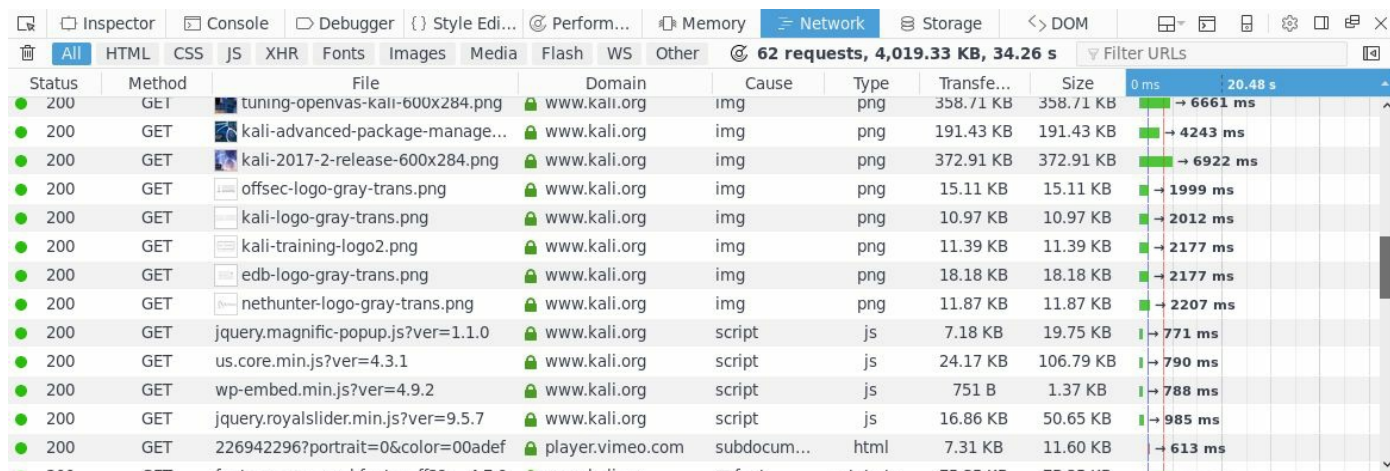 Inspector Console Debugger {} Style Edi... Perform... Memory Network Storage DOM
All HTML CSS JS XHR Fonts Images Media Flash WS Other 62 requests, 4,019.33 KB, 34.26 s Filter URLs
Status Method File Domain Cause Type Transfe... Size 0 ms 20.48 s
200 GET tuning-openvas-kali-600x284.png www.kali.org img png 358.71 KB 358.71 KB → 6661 ms
200 GET kali-advanced-package-manage... www.kali.org img png 191.43 KB 191.43 KB → 4243 ms
200 GET kali-2017-2-release-600x284.png www.kali.org img png 372.91 KB 372.91 KB → 6922 ms
200 GET offsec-logo-gray-trans.png www.kali.org img png 15.11 KB 15.11 KB → 1999 ms
200 GET kali-logo-gray-trans.png www.kali.org img png 10.97 KB 10.97 KB → 2012 ms
200 GET kali-training-logo2.png www.kali.org img png 11.39 KB 11.39 KB → 2177 ms
200 GET edb-logo-gray-trans.png www.kali.org img png 18.18 KB 18.18 KB → 2177 ms
200 GET nethunter-logo-gray-trans.png www.kali.org img png 11.87 KB 11.87 KB → 2207 ms
200 GET jquery.magnific-popup.js?ver=1.1.0 www.kali.org script js 7.18 KB 19.75 KB → 771 ms
200 GET us.core.min.js?ver=4.3.1 www.kali.org script js 24.17 KB 106.79 KB → 790 ms
200 GET wp-embed.min.js?ver=4.9.2 www.kali.org script js 751 B 1.37 KB → 788 ms
200 GET jquery.royalslider.min.js?ver=9.5.7 www.kali.org script js 16.86 KB 50.65 KB → 985 ms
200 GET 226942296?portrait=0&color=00adef player.vimeo.com subdocum... html 7.31 KB 11.60 KB → 613 ms